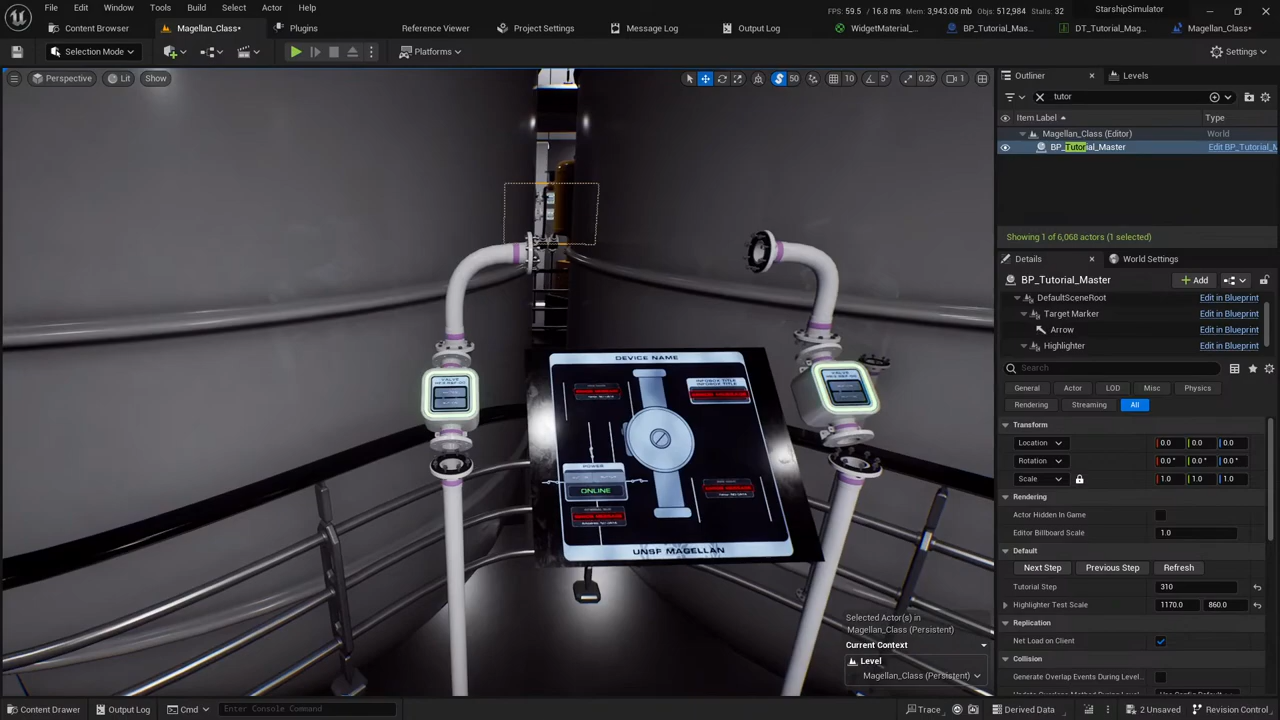 File Edit Window Tools Build Select Actor Help
FPS: 59.5 / 16.8 ms Mem: 3,943.08 mb Objs: 512,984 Stalls: 32
StarshipSimulator
Content Browser
Magellan_Class*
Plugins
Reference Viewer
Project Settings
Message Log
Output Log
WidgetMaterial_
BP_Tutorial_Mas...
DT_Tutorial_Mag...
Magellan_Class*
Selection Mode
Platforms
Settings
Perspective Lit Show
50 10 5° 0.25 1
DEVICE NAME
INFOBOX TITLE
INFOBOX TITLE
VALVE
VALVE
POWER
ONLINE
UNSF MAGELLAN
Selected Actor(s) in
Magellan_Class (Persistent)
Current Context
Level
Magellan_Class (Persistent)
Outliner
Levels
tutor
Item Label Type
Magellan_Class (Editor) World
BP_Tutorial_Master Edit BP_Tutorial_M
Showing 1 of 6,068 actors (1 selected)
Details
World Settings
BP_Tutorial_Master
Add
DefaultSceneRoot Edit in Blueprint
Target Marker Edit in Blueprint
Arrow Edit in Blueprint
Highlighter Edit in Blueprint
Search
General Actor LOD Misc Physics
Rendering Streaming All
Transform
Location 0.0 0.0 0.0
Rotation 0.0° 0.0° 0.0°
Scale 1.0 1.0 1.0
Rendering
Actor Hidden In Game
Editor Billboard Scale 1.0
Default
Next Step Previous Step Refresh
Tutorial Step 310
Highlighter Test Scale 1170.0 860.0
Replication
Net Load on Client
Collision
Generate Overlap Events During Level...
Content Drawer
Output Log
Cmd
Enter Console Command
Trace
Derived Data
2 Unsaved
Revision Control